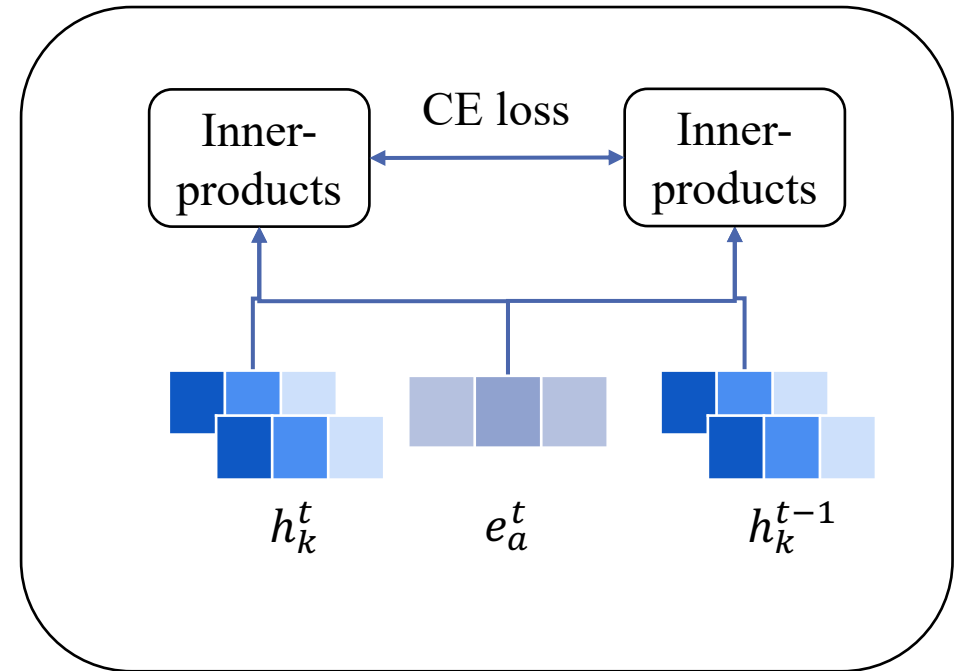 Inner-
products
CE loss
Inner-
products
$h_k^t$
$e_a^t$
$h_k^{t-1}$